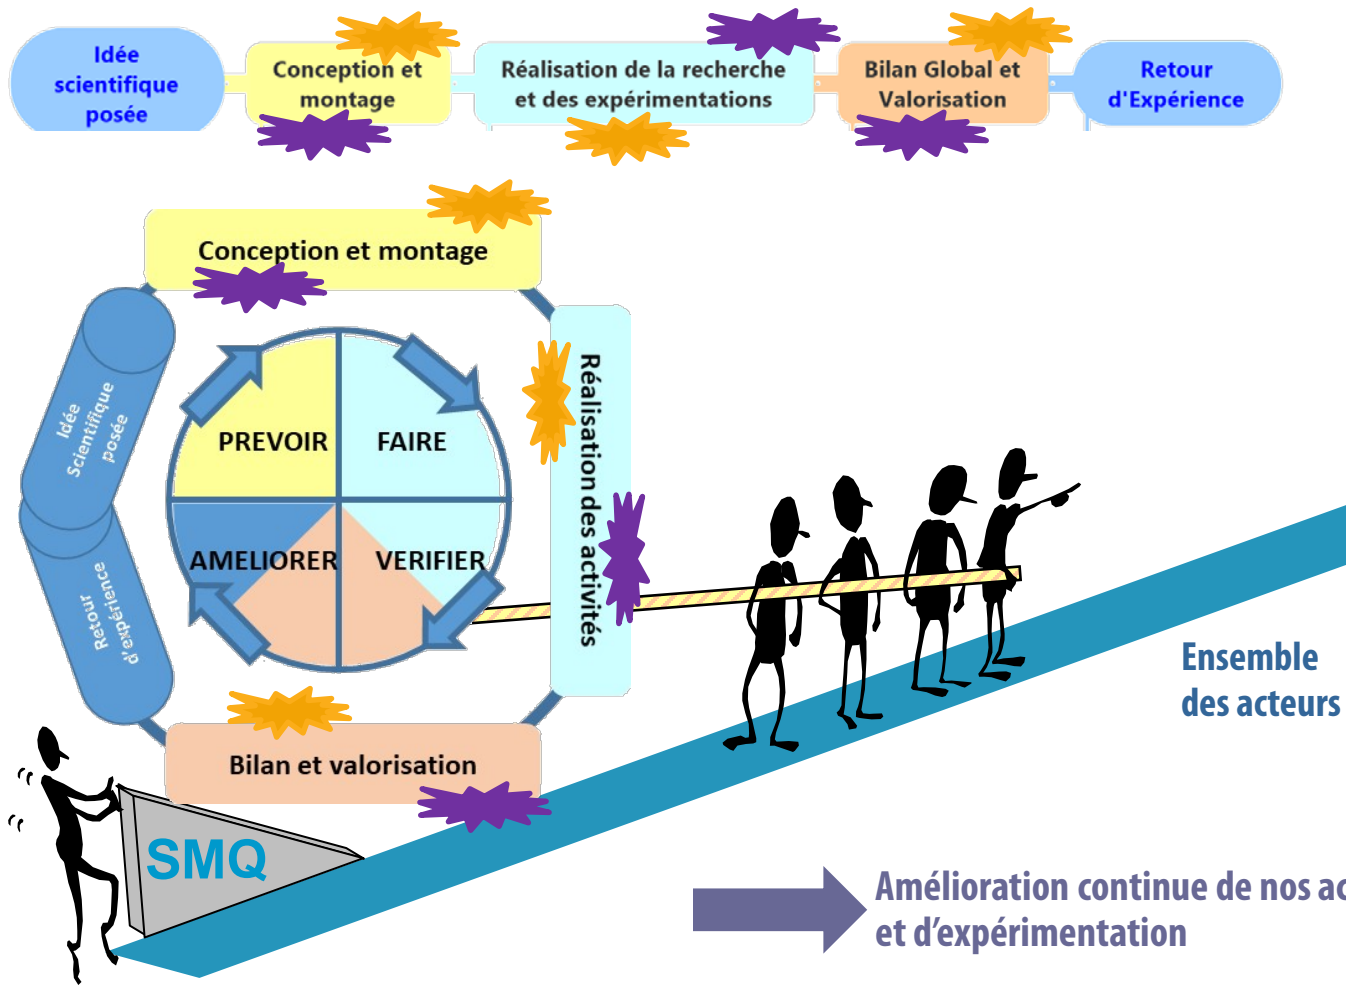 Idée
scientifique
posée
Conception et
montage
Réalisation de la recherche
et des expérimentations
Bilan Global et
Valorisation
Retour
d'Expérience
Conception et montage
Idée
Scientifique
posée
Retour
d'expérience
PREVOIR
FAIRE
AMELIORER
VERIFIER
Réalisation des activités
Bilan et valorisation
SMQ
Ensemble
des acteurs
Amélioration continue de nos ac
et d’expérimentation